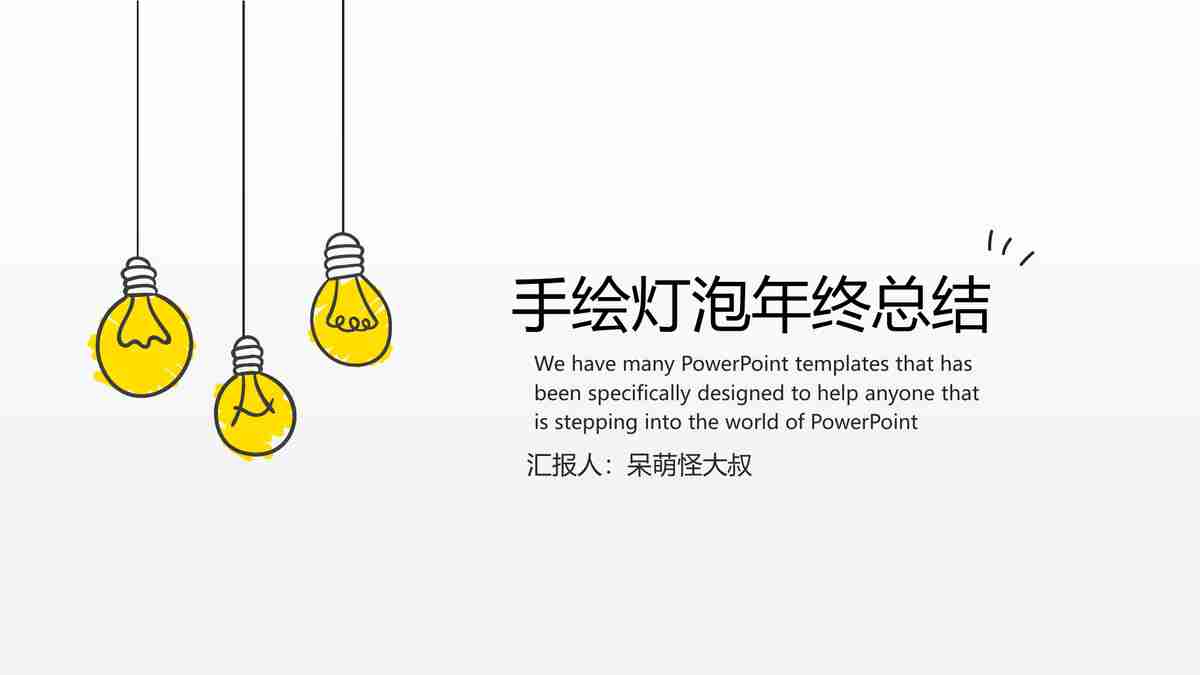 手绘灯泡年终总结
We have many PowerPoint templates that has
been specifically designed to help anyone that
is stepping into the world of PowerPoint
汇报人：呆萌怪大叔